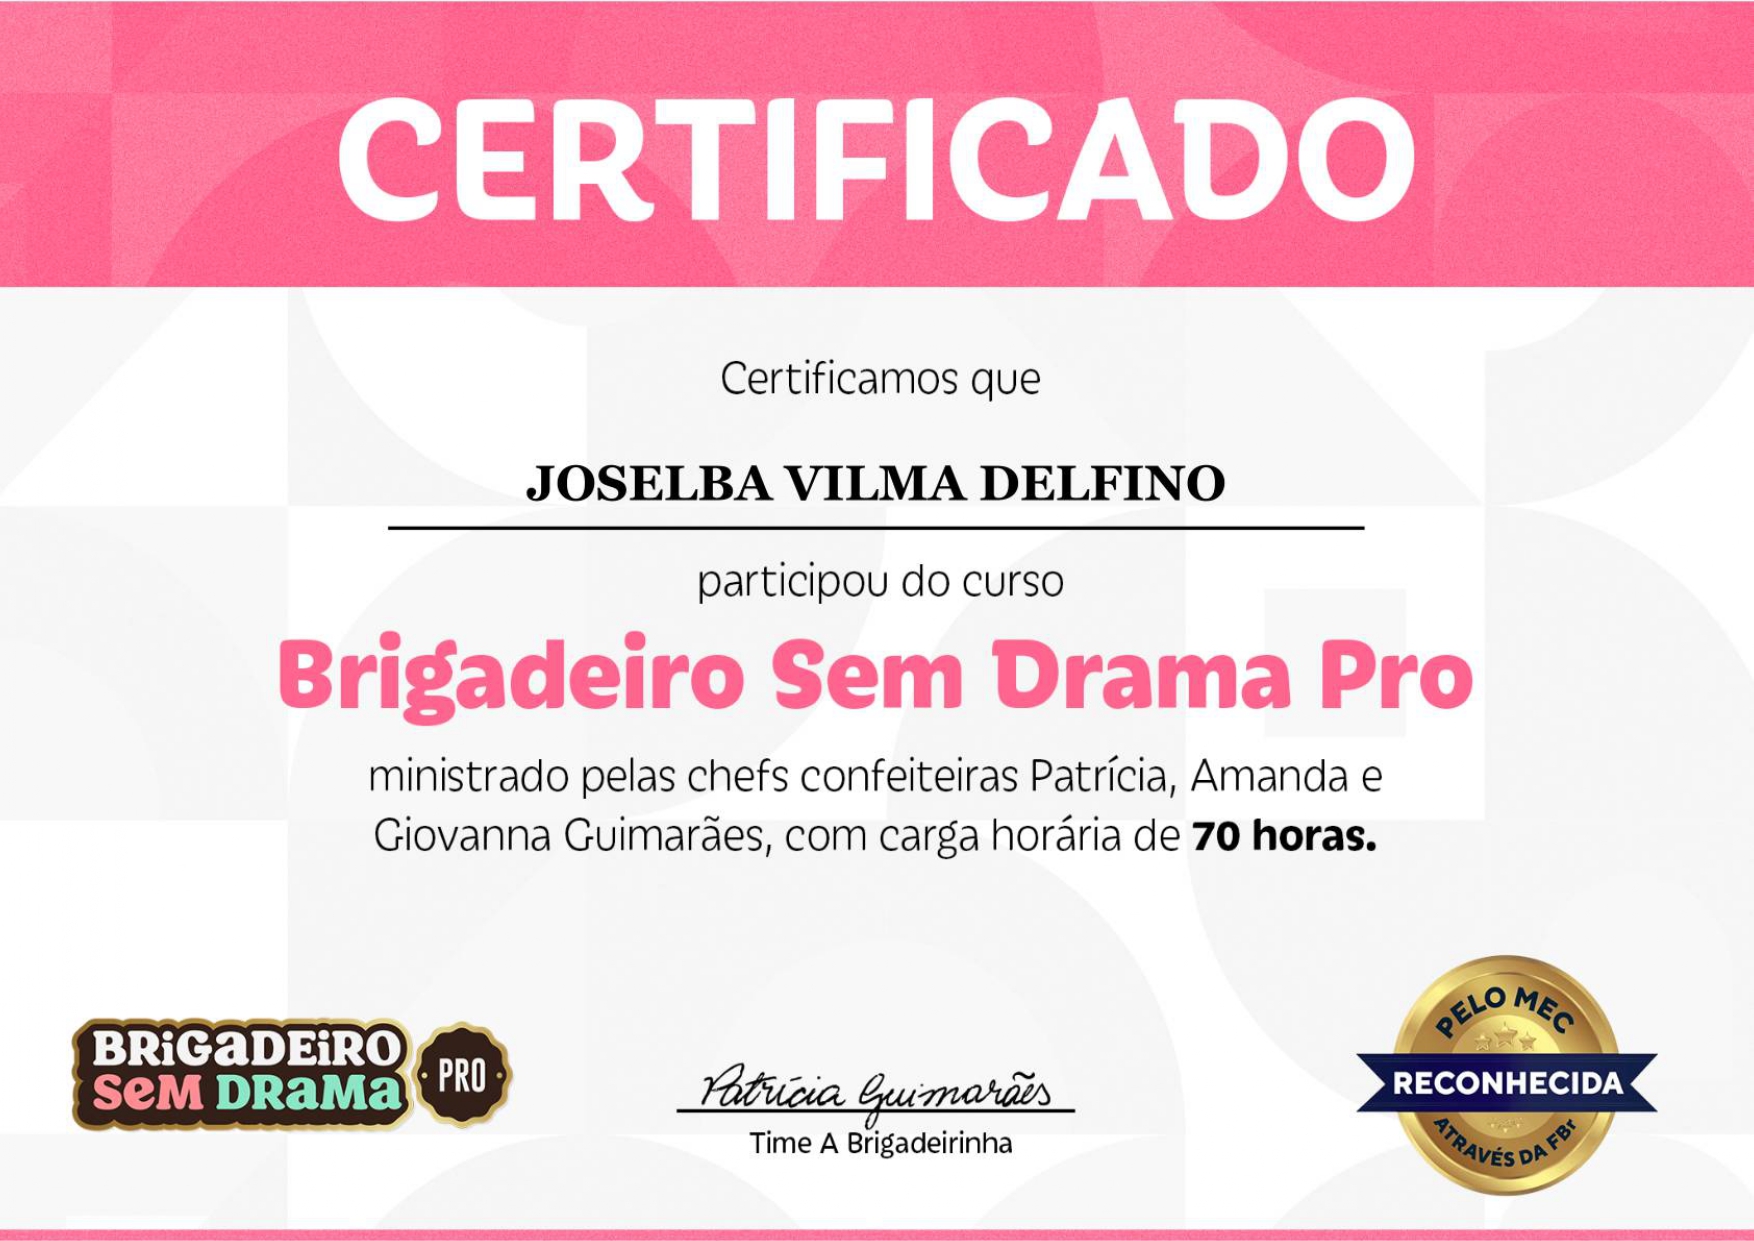 CERTIFICADO
Certificamos que
JOSELBA VILMA DELFINO
participou do curso
Brigadeiro Sem Drama Pro
ministrado pelas chefs confeiteiras Patrícia, Amanda e
Giovanna Guimarães, com carga horária de 70 horas.
BRiGaDEiRO
SeM DRaMa
PRO
Patrícia Guimarães
Time A Brigadeirinha
PELO MEC
RECONHECIDA
ATRAVÉS DA FBr